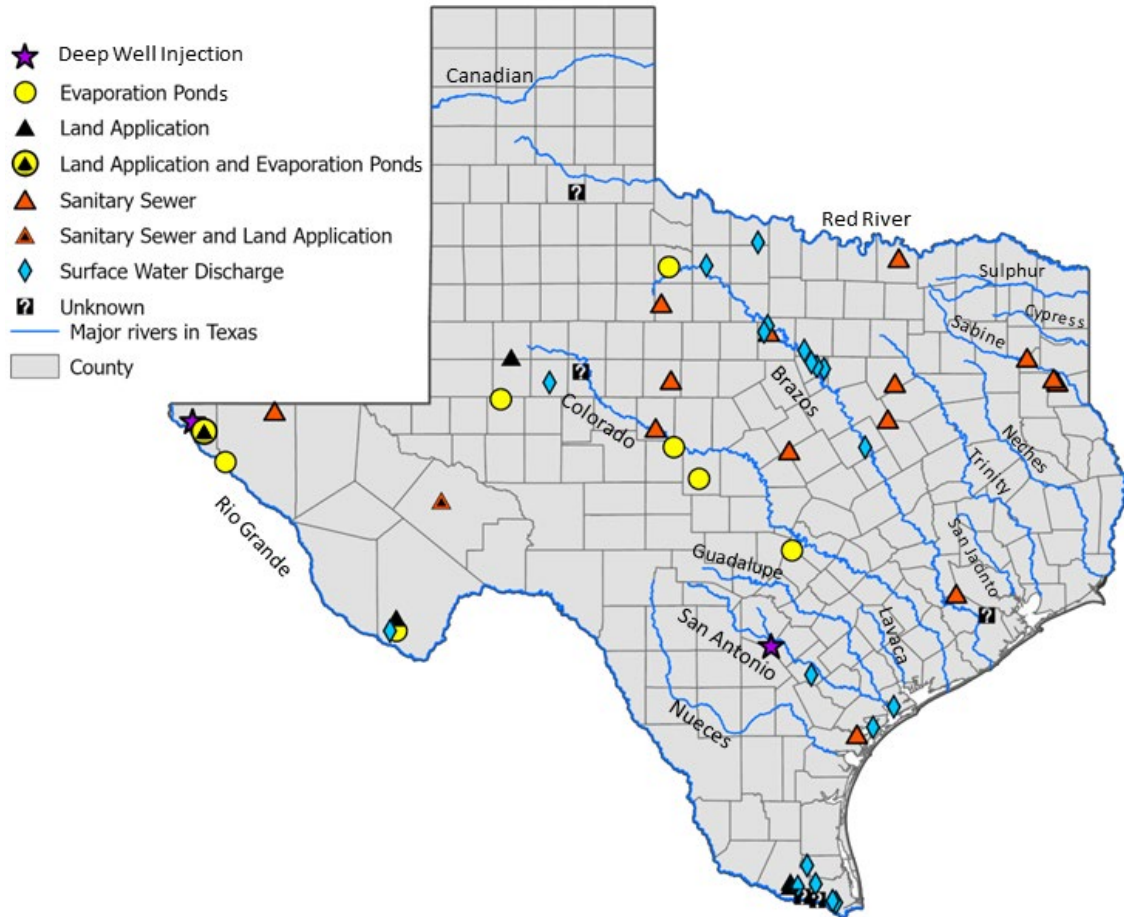 Deep Well Injection
Evaporation Ponds
Land Application
Land Application and Evaporation Ponds
Sanitary Sewer
Sanitary Sewer and Land Application
Surface Water Discharge
? Unknown
Major rivers in Texas
County
Canadian
?
Red River
Sulphur
Cypress
Sabine
?
Brazos
Colorado
Neches
Trinity
Rio Grande
San Jacinto
Guadalupe
?
Lavaca
San Antonio
Nueces
?
?